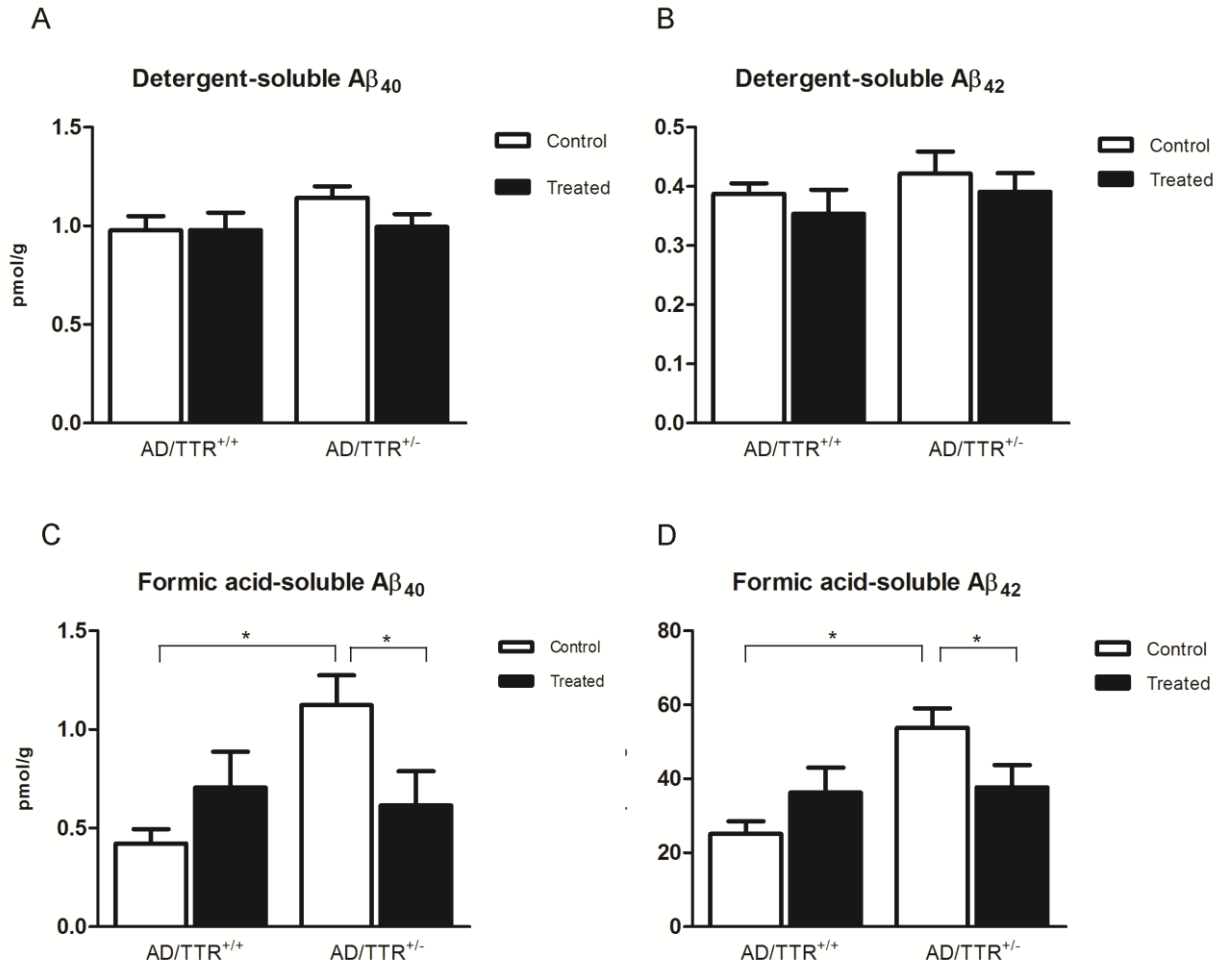 A
B
Detergent-soluble Aβ40
Detergent-soluble Aβ42
1.5
1.0
0.5
0.0
pmol/g
Control
Treated
AD/TTR+/+
AD/TTR+/-
0.5
0.4
0.3
0.2
0.1
0.0
Control
Treated
AD/TTR+/+
AD/TTR+/-
C
D
Formic acid-soluble Aβ40
Formic acid-soluble Aβ42
1.5
1.0
0.5
0.0
pmol/g
*
*
Control
Treated
AD/TTR+/+
AD/TTR+/-
80
60
40
20
0
*
*
Control
Treated
AD/TTR+/+
AD/TTR+/-